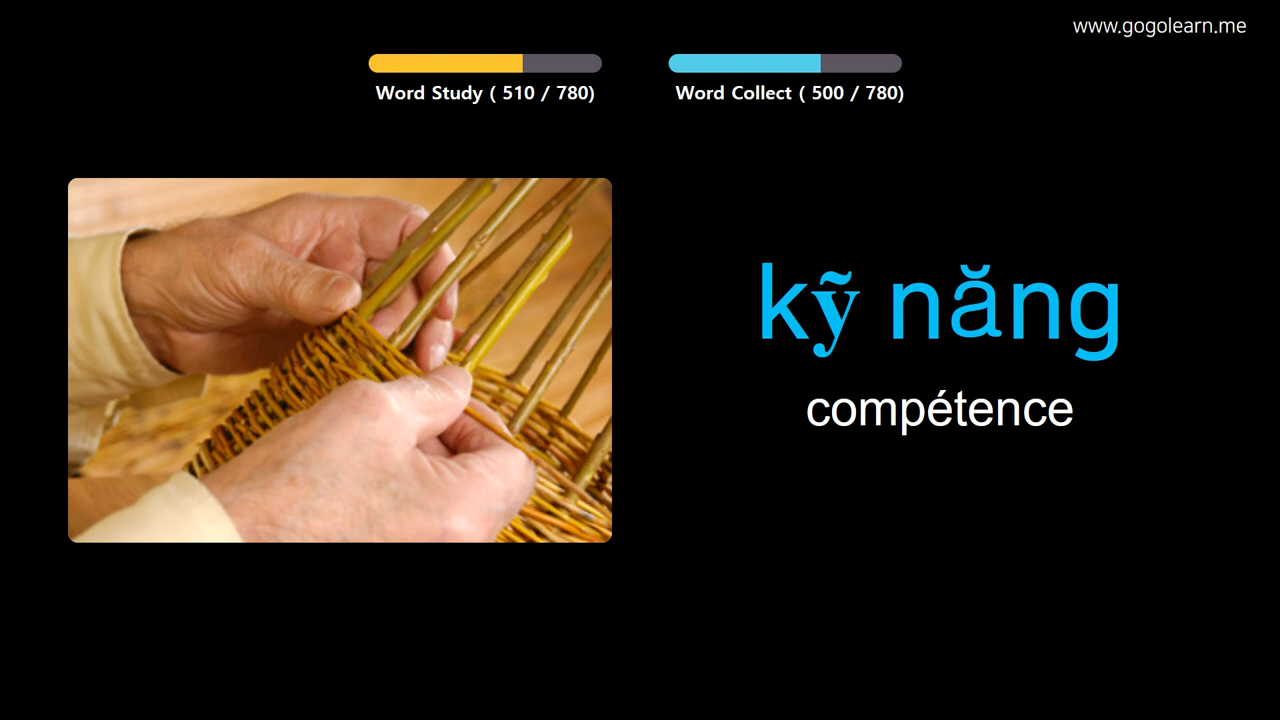 www.gogolearn.me
Word Study ( 510 / 780)
Word Collect ( 500 / 780)
kỹ năng
compétence